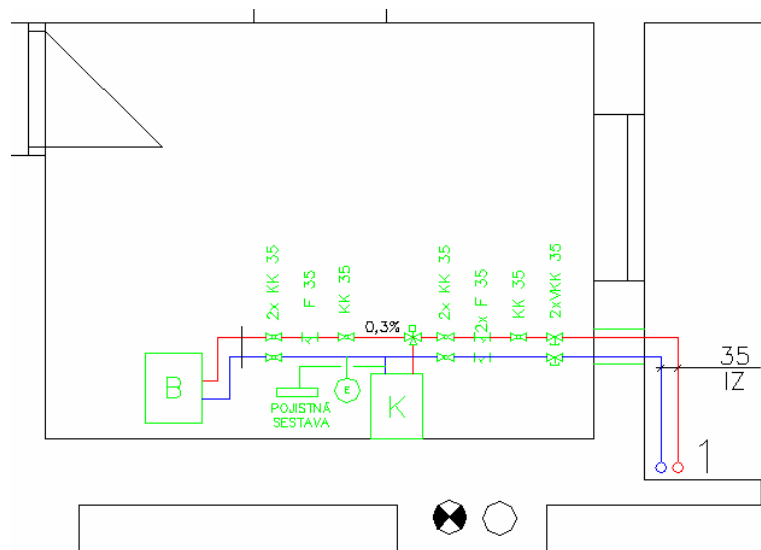 2x KK 35
F 35
KK 35
0,3%
2x KK 35
2x F 35
KK 35
2xVKK 35
35
IZ
B
E
K
POJISTNÁ
SESTAVA
1